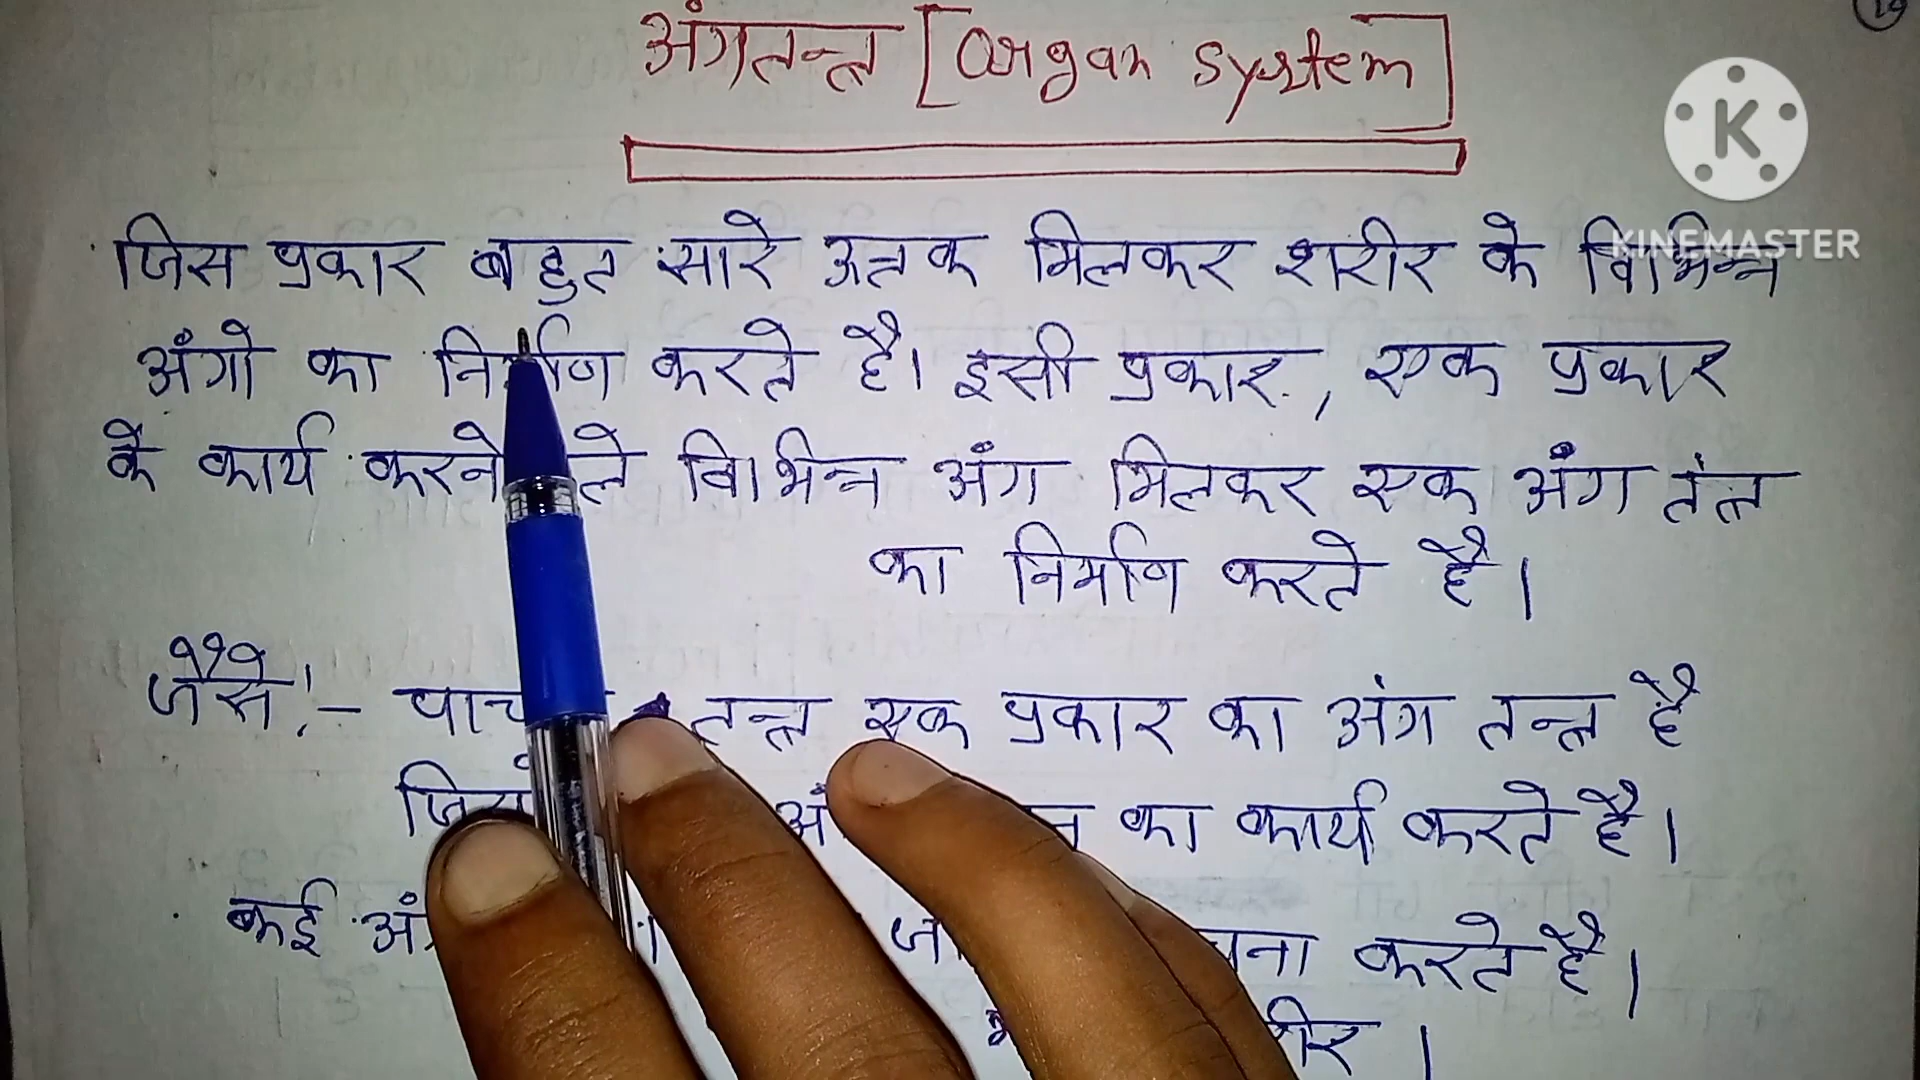 अंगतन्त्र [Organ System]
K
KINEMASTER
जिस प्रकार बहुत सारे ऊत्तक मिलकर शरीर के विभिन्न
अंगो का निर्माण करते है। इसी प्रकार, एक प्रकार
के कार्य करने विभिन्न अंग मिलकर एक अंग तंत्र
का निर्माण करते है।
जैसे:- तन्त्र एक प्रकार का अंग तन्त्र है
का कार्य करते है।
कई करते है।